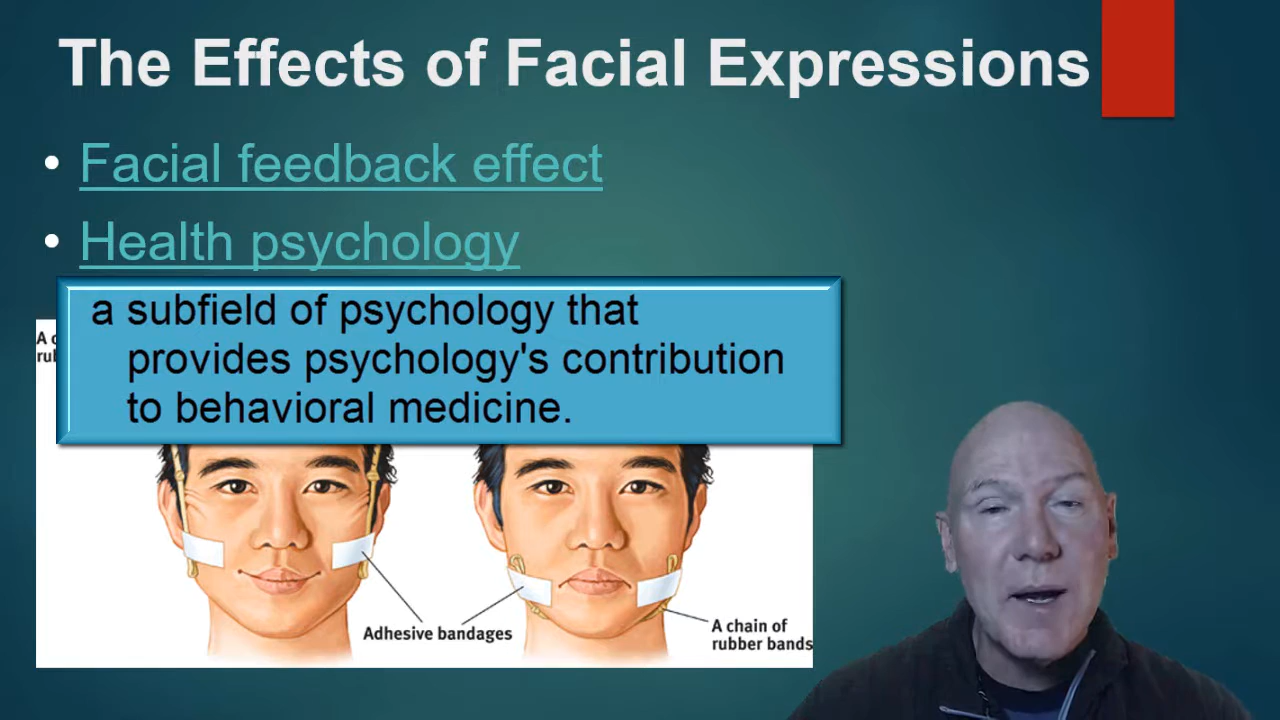 The Effects of Facial Expressions
• Facial feedback effect
• Health psychology
a subfield of psychology that
provides psychology's contribution
to behavioral medicine.
Adhesive bandages
A chain of
rubber bands